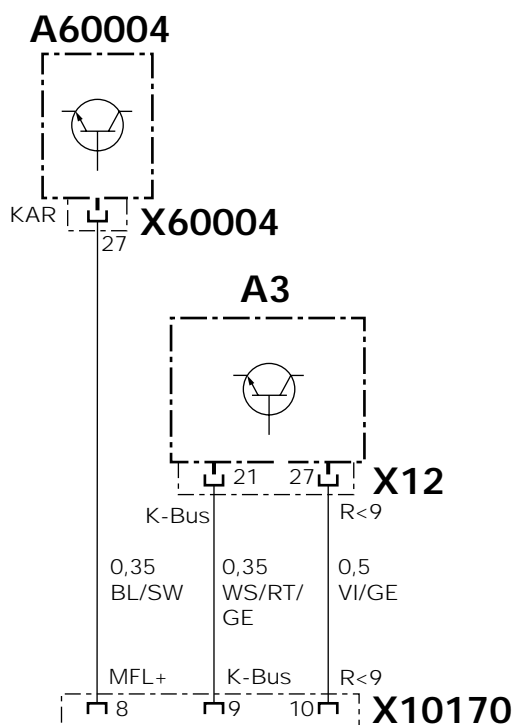 A60004
KAR
X60004
27
A3
21
27
X12
K-Bus
R<9
0,35
BL/SW
0,35
WS/RT/
GE
0,5
VI/GE
MFL+
K-Bus
R<9
8
9
10
X10170